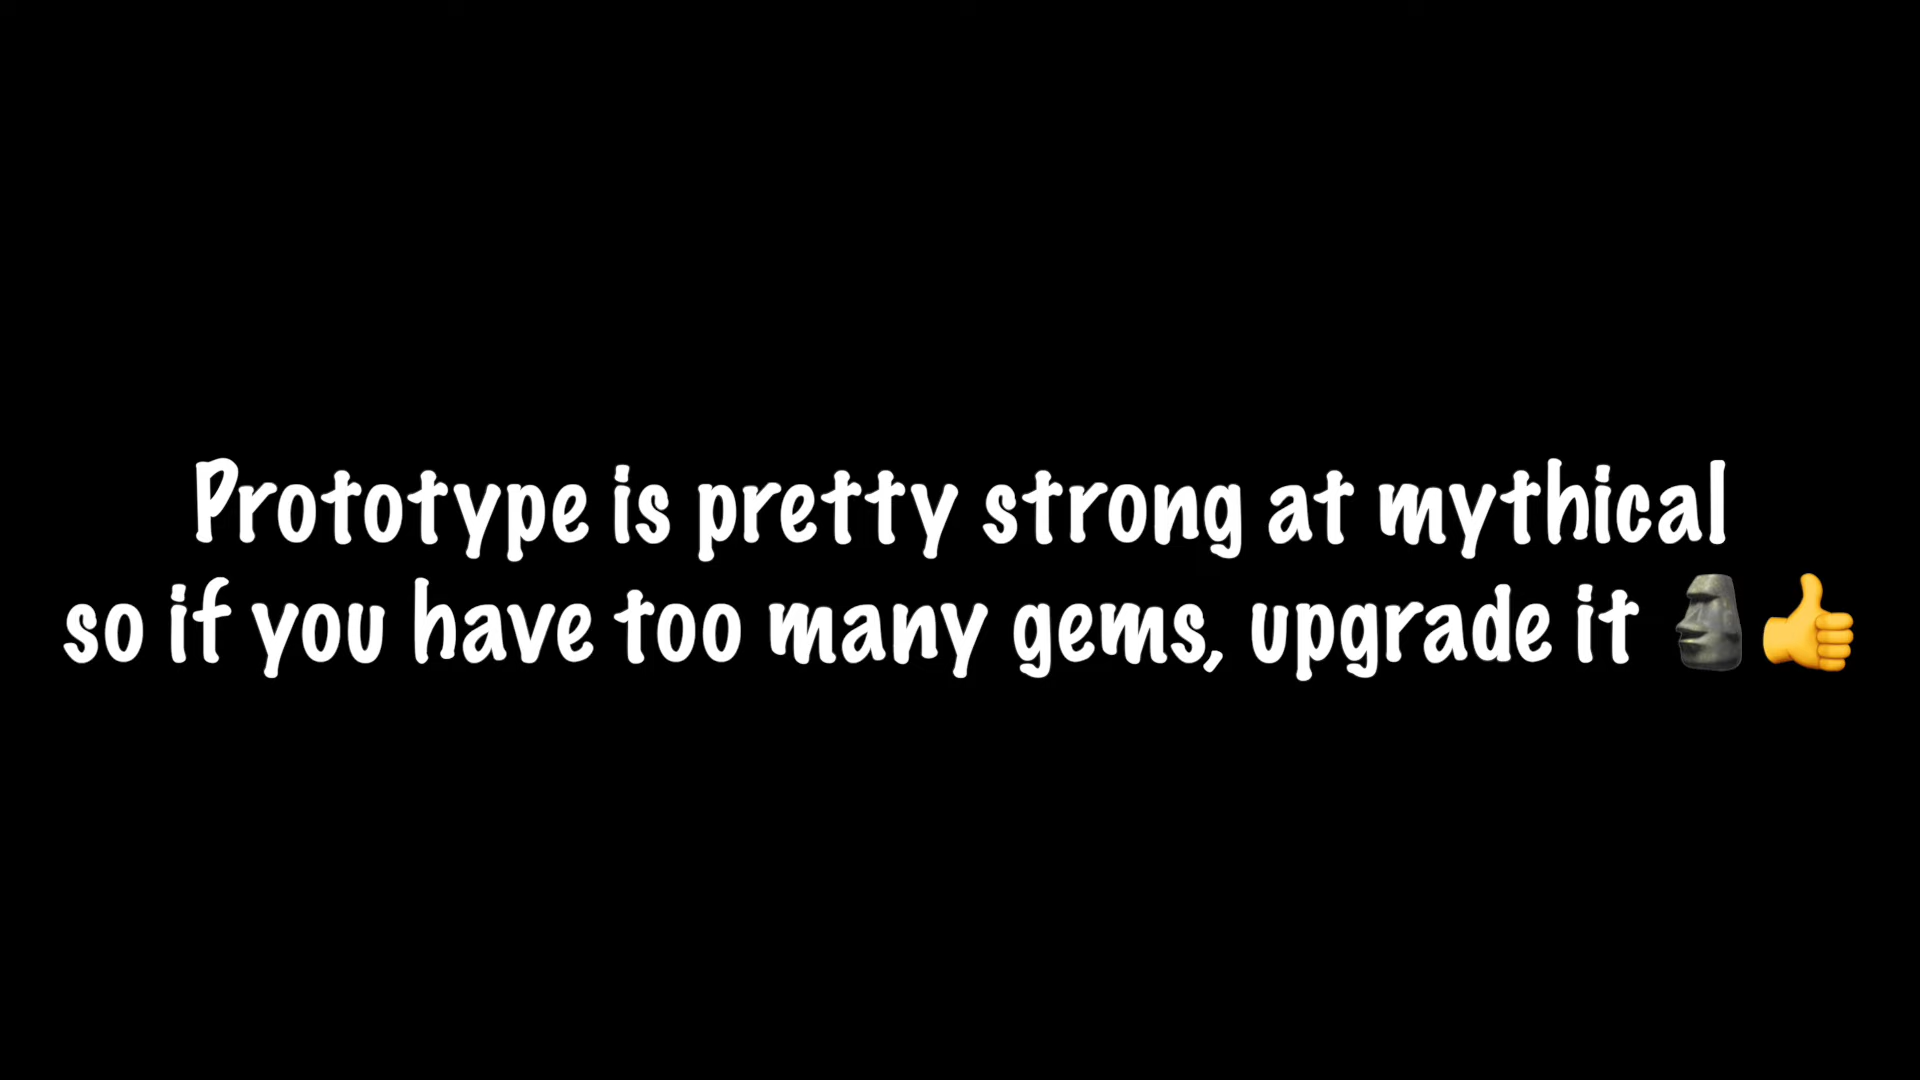 Prototype is pretty strong at mythical
so if you have too many gems, upgrade it 🗿👍